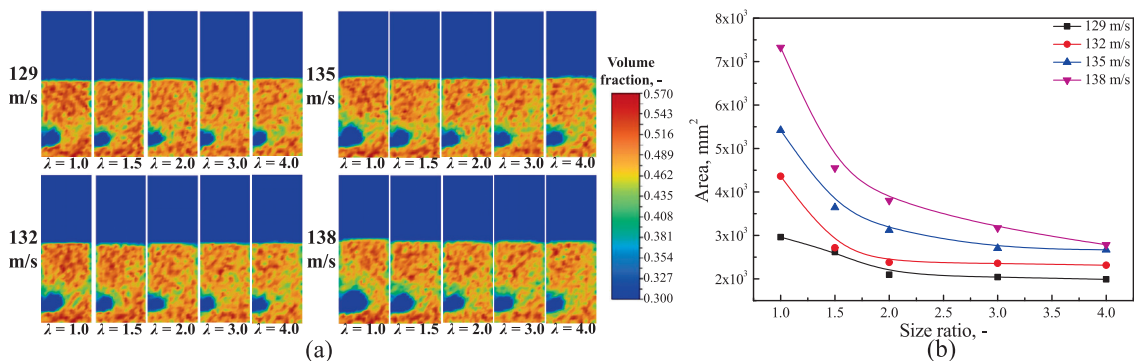 129
m/s
λ = 1.0 λ = 1.5 λ = 2.0 λ = 3.0 λ = 4.0
132
m/s
λ = 1.0 λ = 1.5 λ = 2.0 λ = 3.0 λ = 4.0
135
m/s
λ = 1.0 λ = 1.5 λ = 2.0 λ = 3.0 λ = 4.0
138
m/s
λ = 1.0 λ = 1.5 λ = 2.0 λ = 3.0 λ = 4.0
Volume
fraction, -
0.570
0.543
0.516
0.489
0.462
0.435
0.408
0.381
0.354
0.327
0.300
(a)
129 m/s
132 m/s
135 m/s
138 m/s
Area, mm²
8x10³
7x10³
6x10³
5x10³
4x10³
3x10³
2x10³
1.0 1.5 2.0 2.5 3.0 3.5 4.0
Size ratio, -
(b)